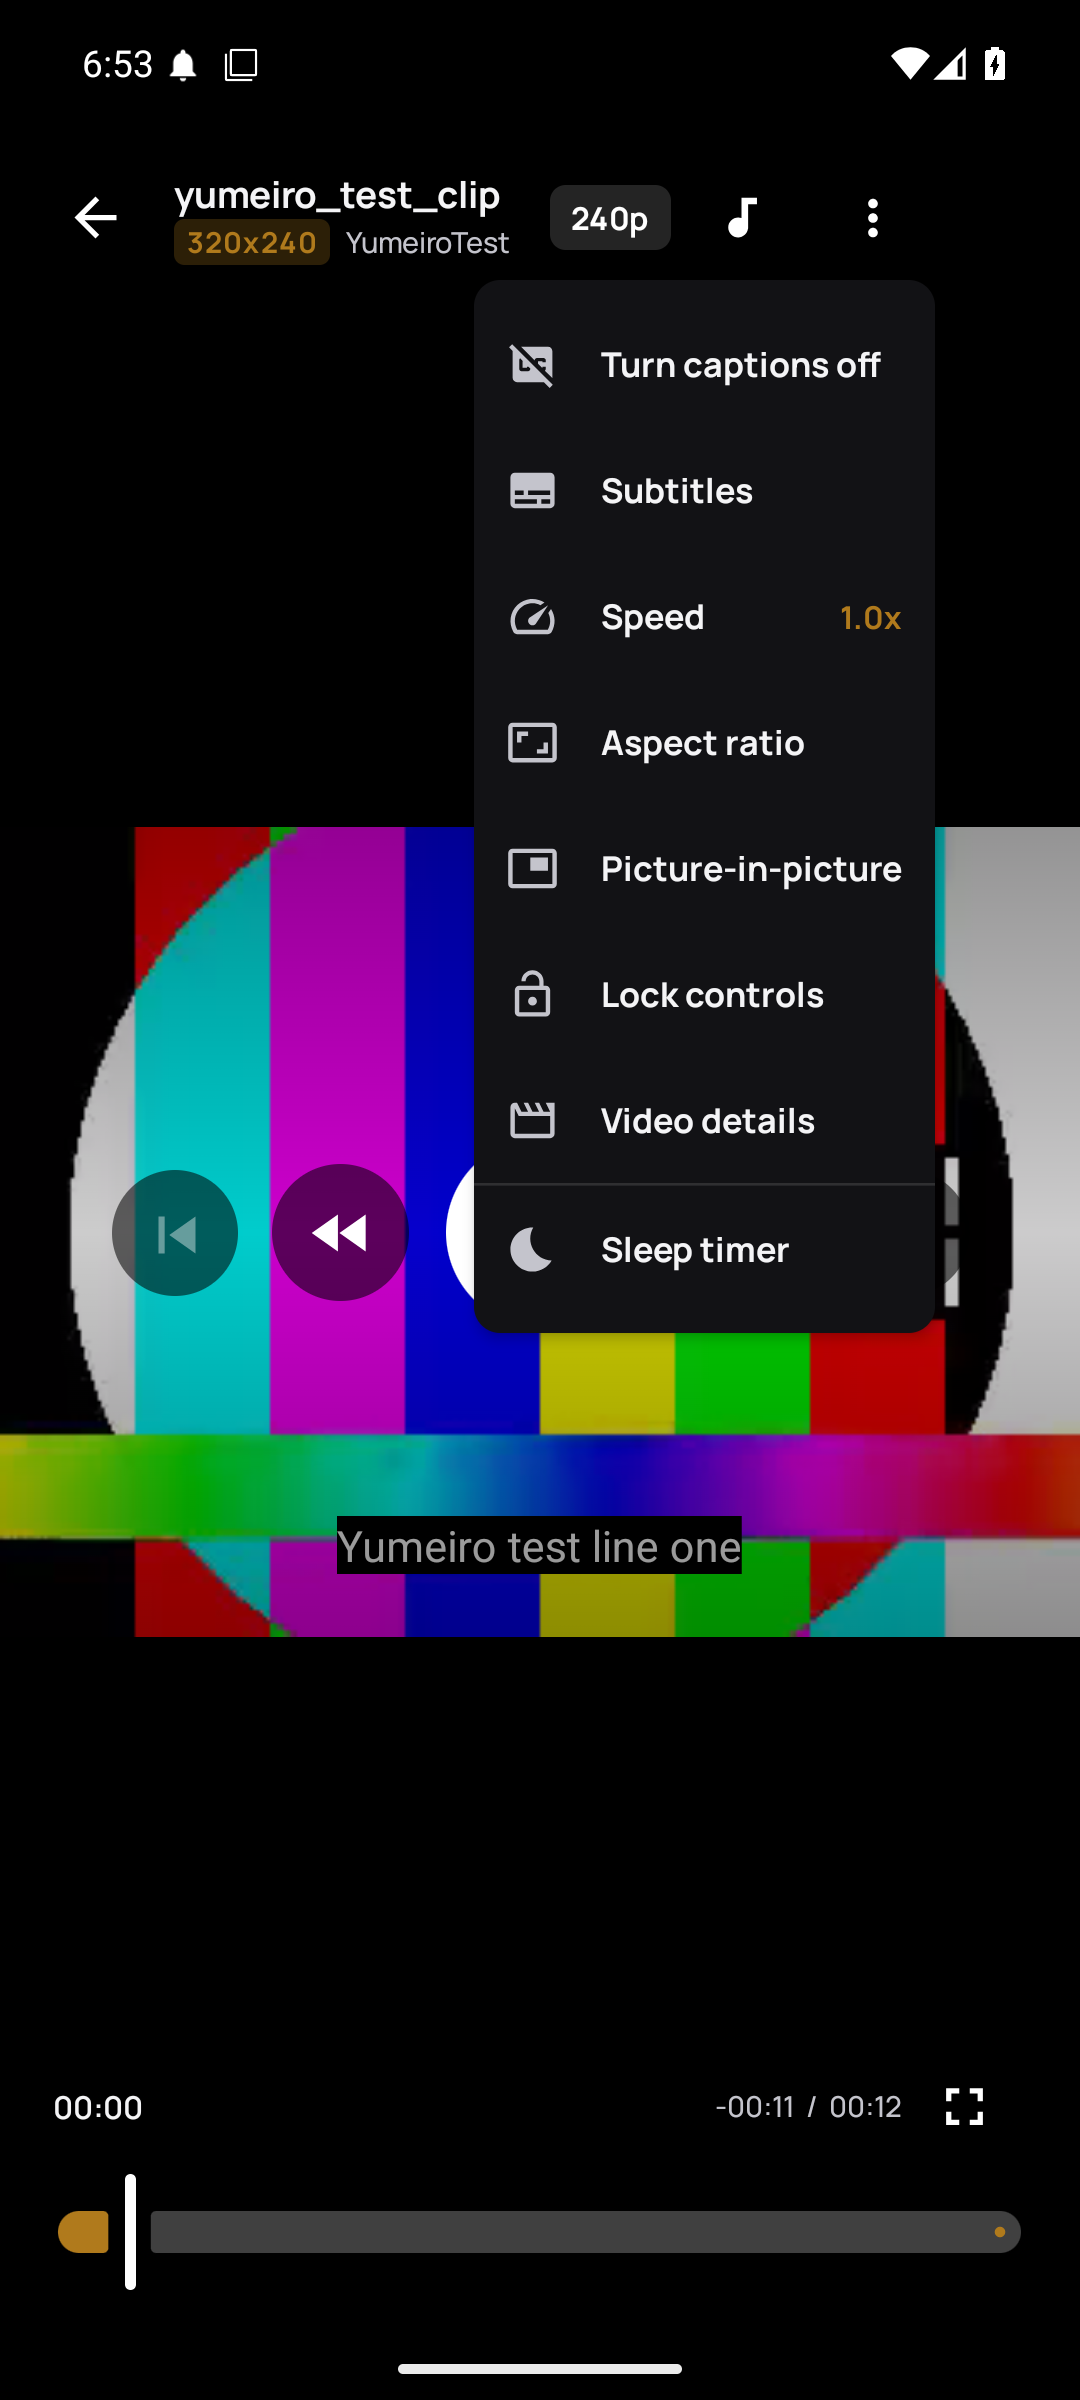 6:53
yumeiro_test_clip
320x240 YumeiroTest
240p
Turn captions off
Subtitles
Speed 1.0x
Aspect ratio
Picture-in-picture
Lock controls
Video details
Sleep timer
Yumeiro test line one
00:00
-00:11 / 00:12